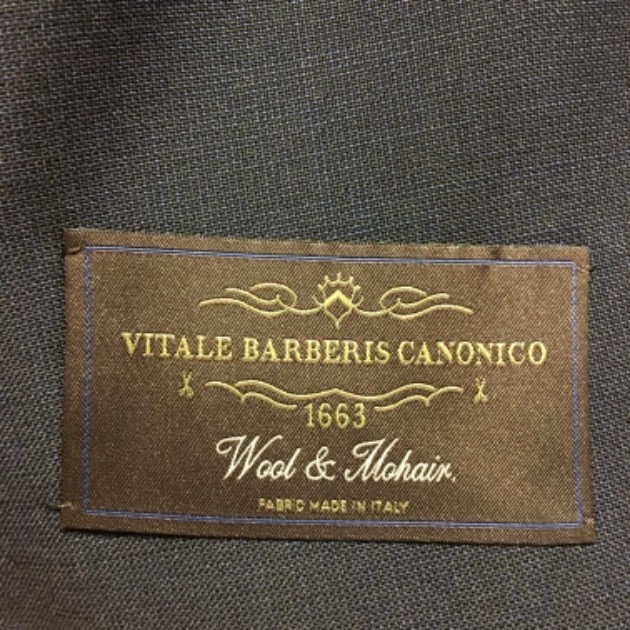 VITALE BARBERIS CANONICO
1663
Wool & Mohair.
FABRIC MADE IN ITALY